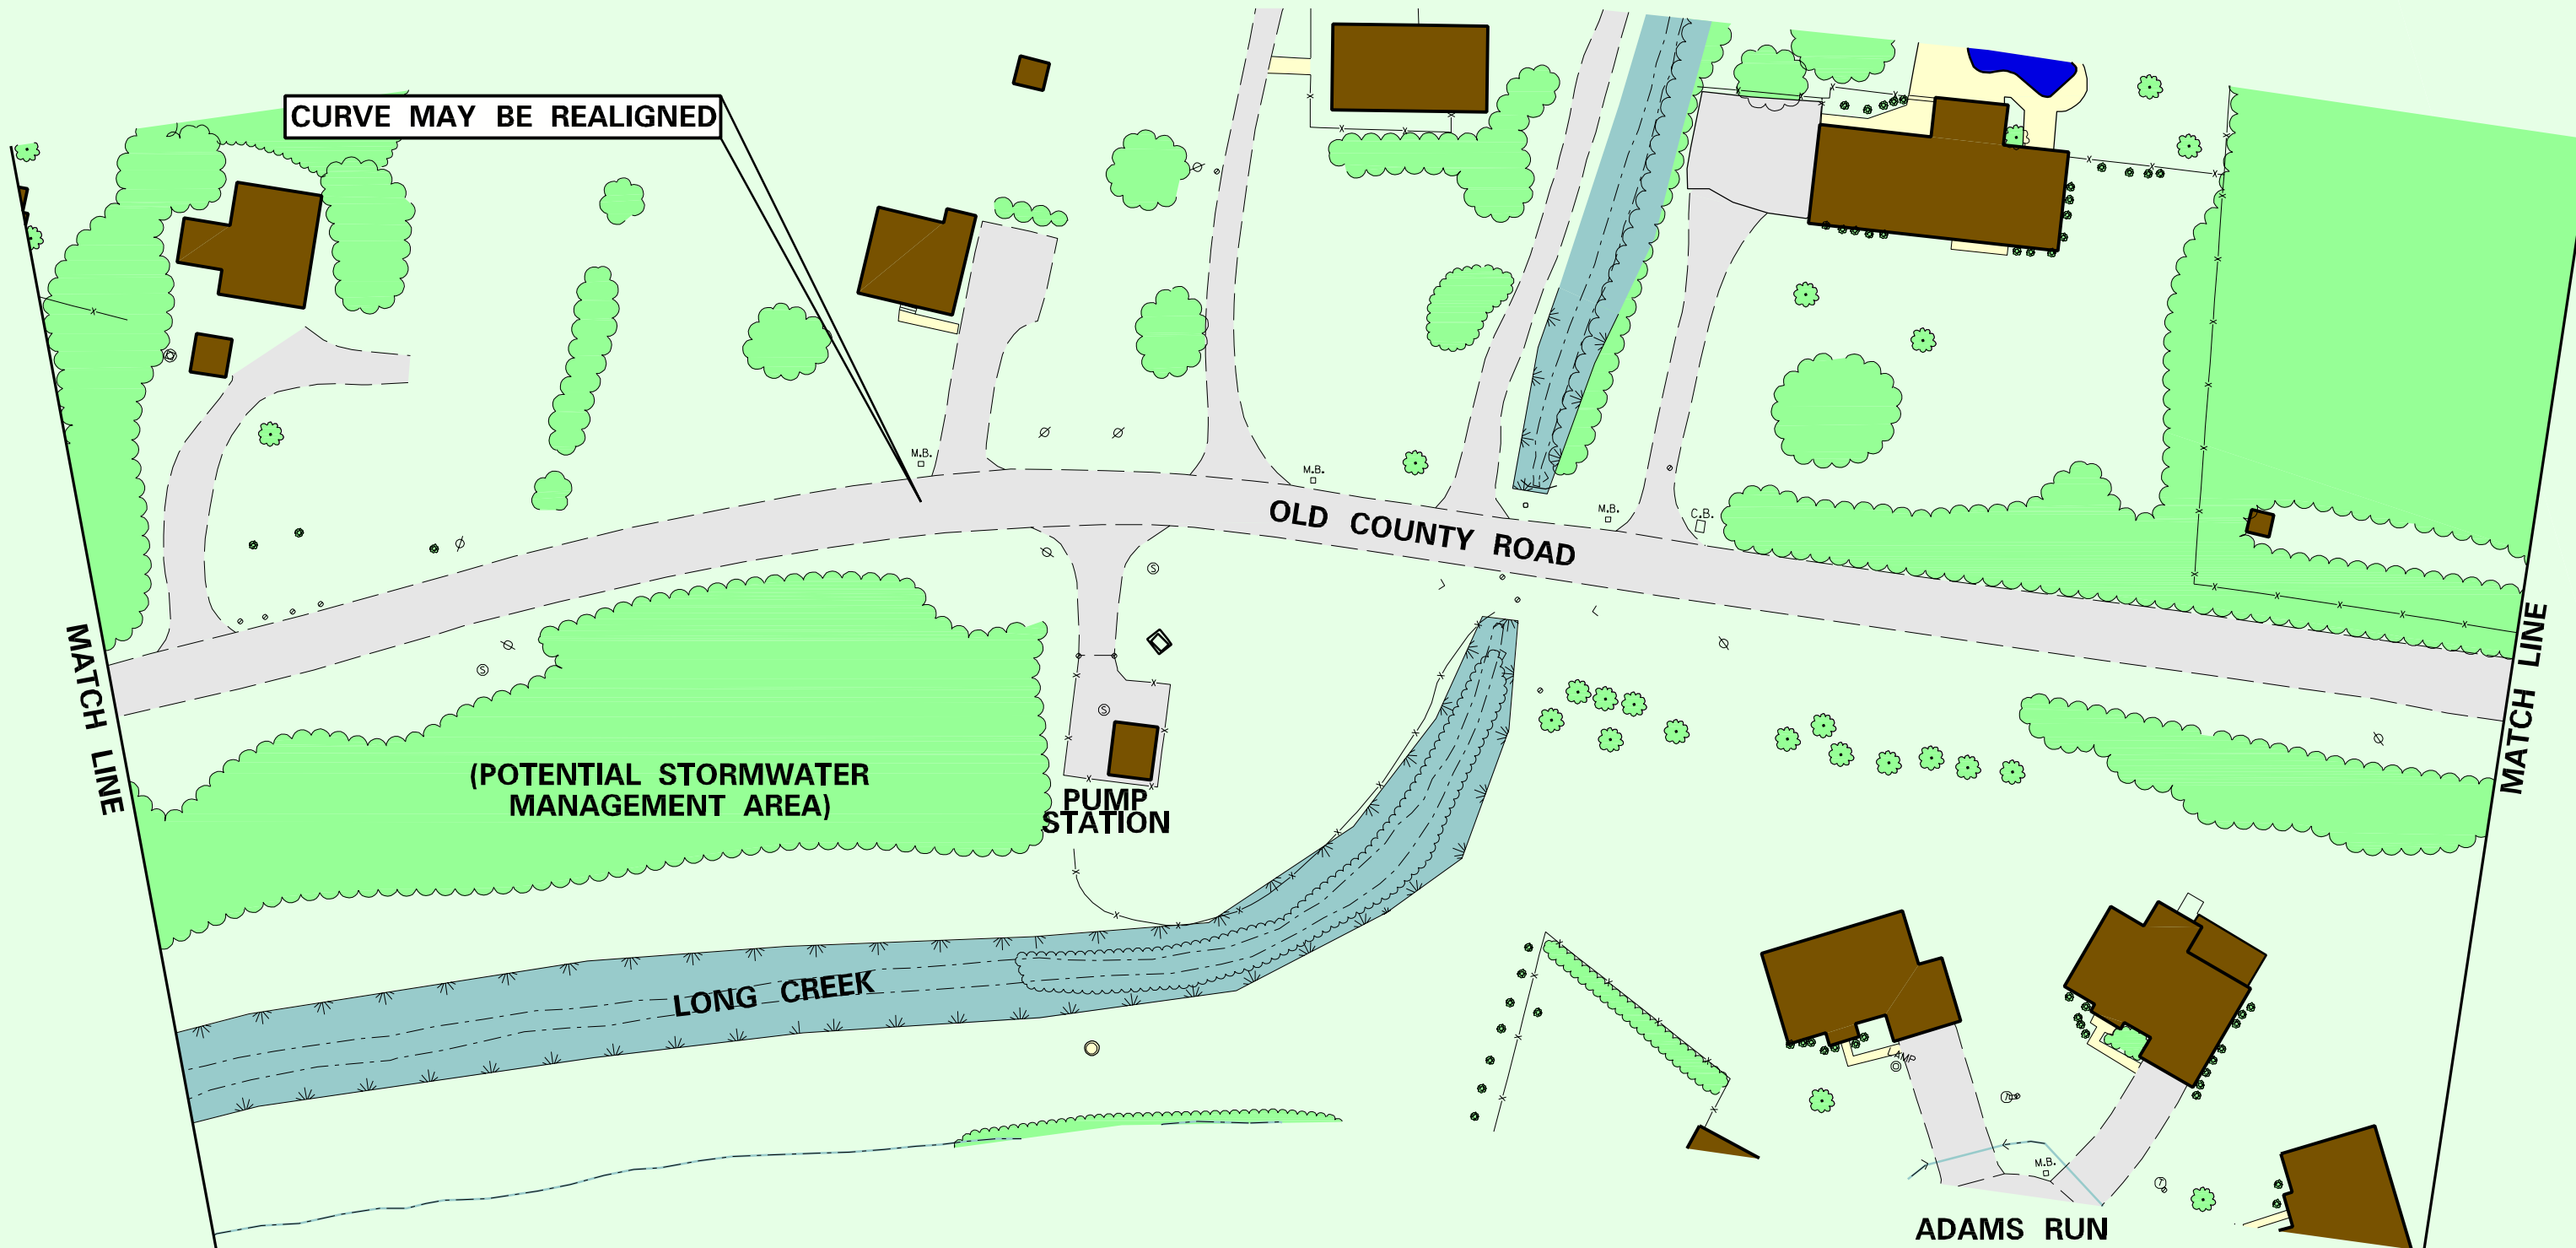 CURVE MAY BE REALIGNED
M.B.
M.B.
OLD COUNTY ROAD
M.B.
C.B.
S
MATCH LINE
MATCH LINE
S
S
(POTENTIAL STORMWATER
MANAGEMENT AREA)
PUMP
STATION
LONG CREEK
LAMP
T
M.B.
T
ADAMS RUN